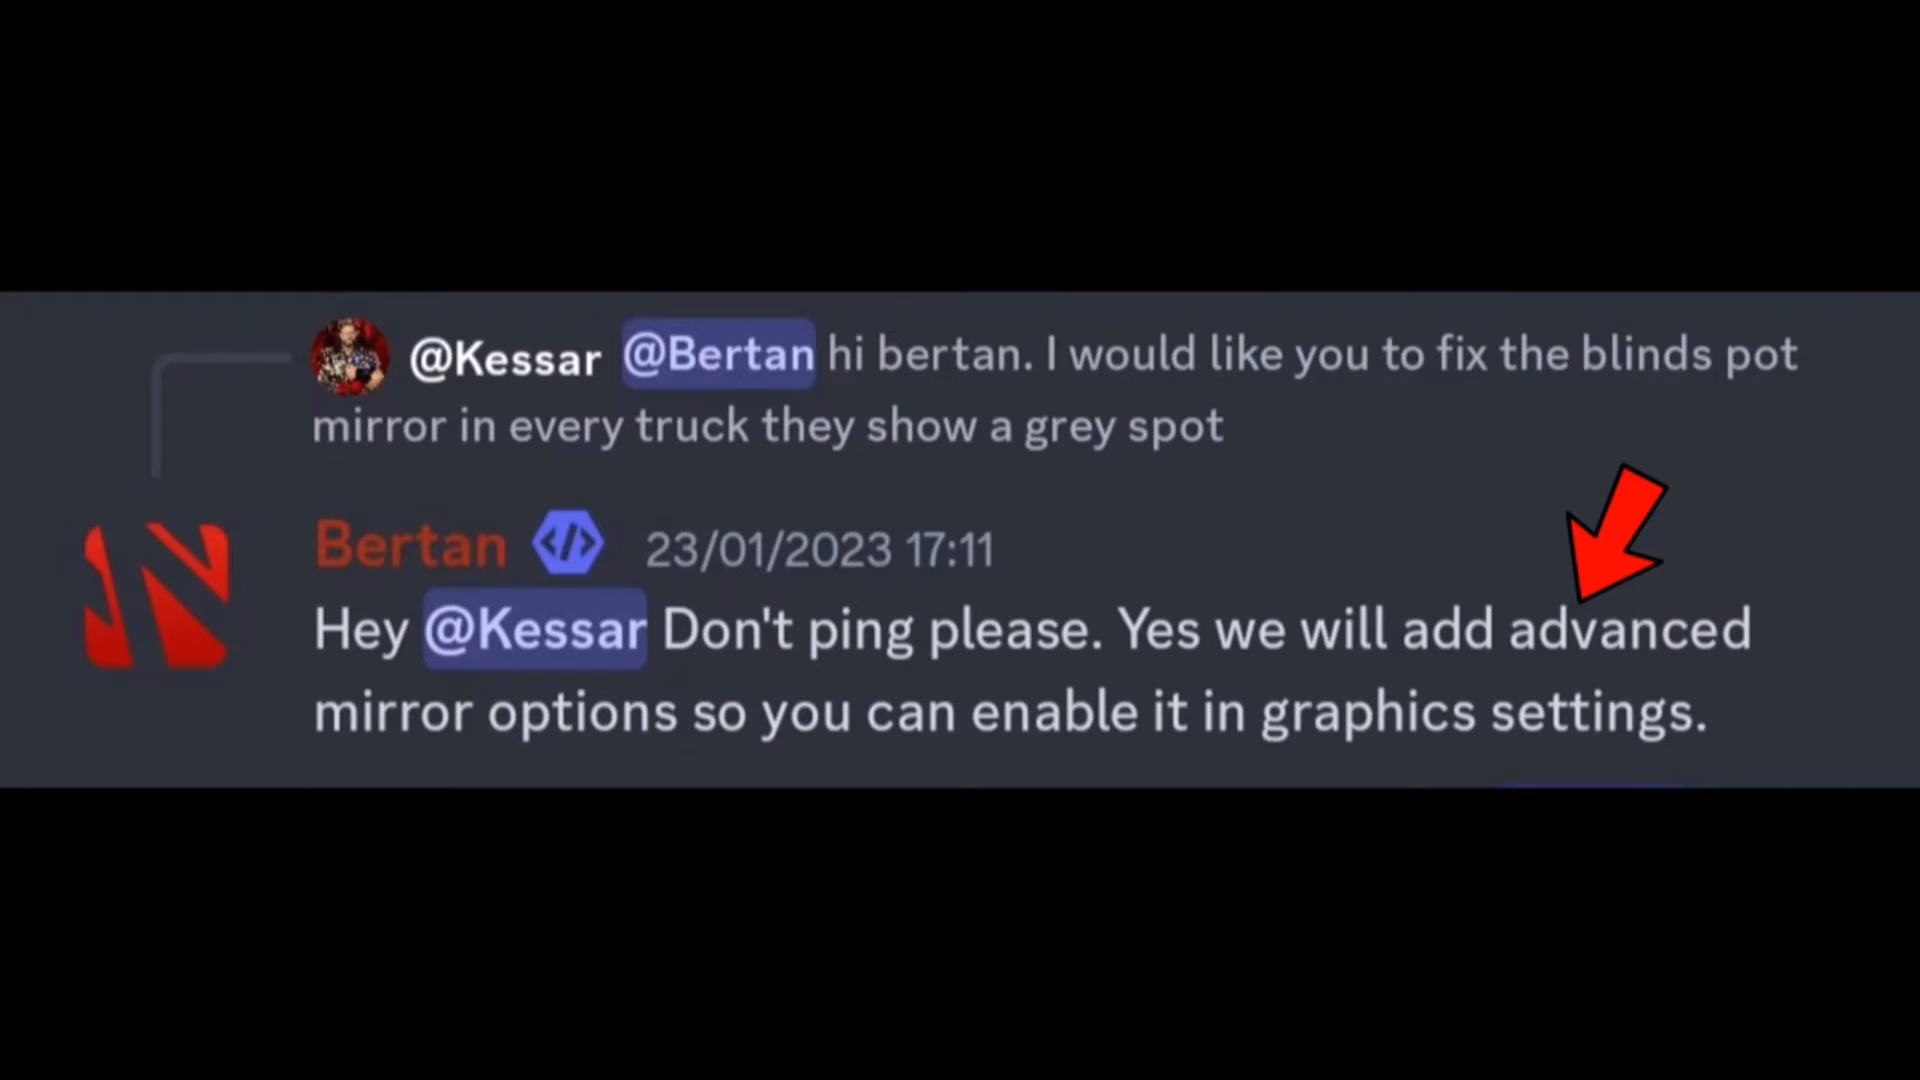 @Kessar @Bertan hi bertan. I would like you to fix the blinds pot
mirror in every truck they show a grey spot
Bertan 23/01/2023 17:11
Hey @Kessar Don't ping please. Yes we will add advanced
mirror options so you can enable it in graphics settings.